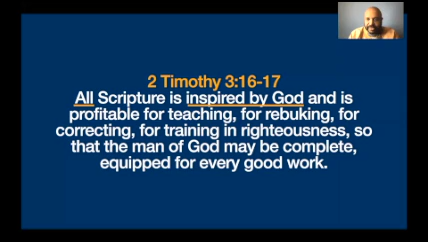 2 Timothy 3:16-17
All Scripture is inspired by God and is
profitable for teaching, for rebuking, for
correcting, for training in righteousness, so
that the man of God may be complete,
equipped for every good work.